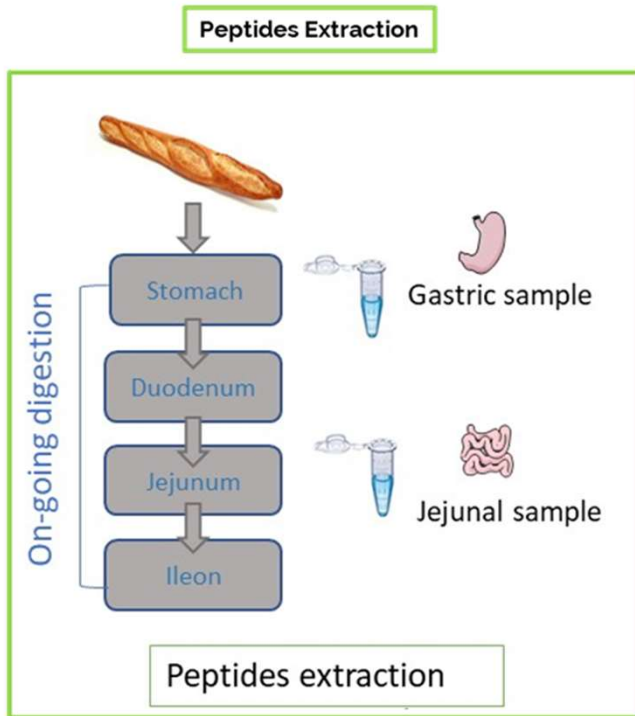 Peptides Extraction
Stomach
Gastric sample
Duodenum
On-going digestion
Jejunum
Jejunal sample
Ileon
Peptides extraction